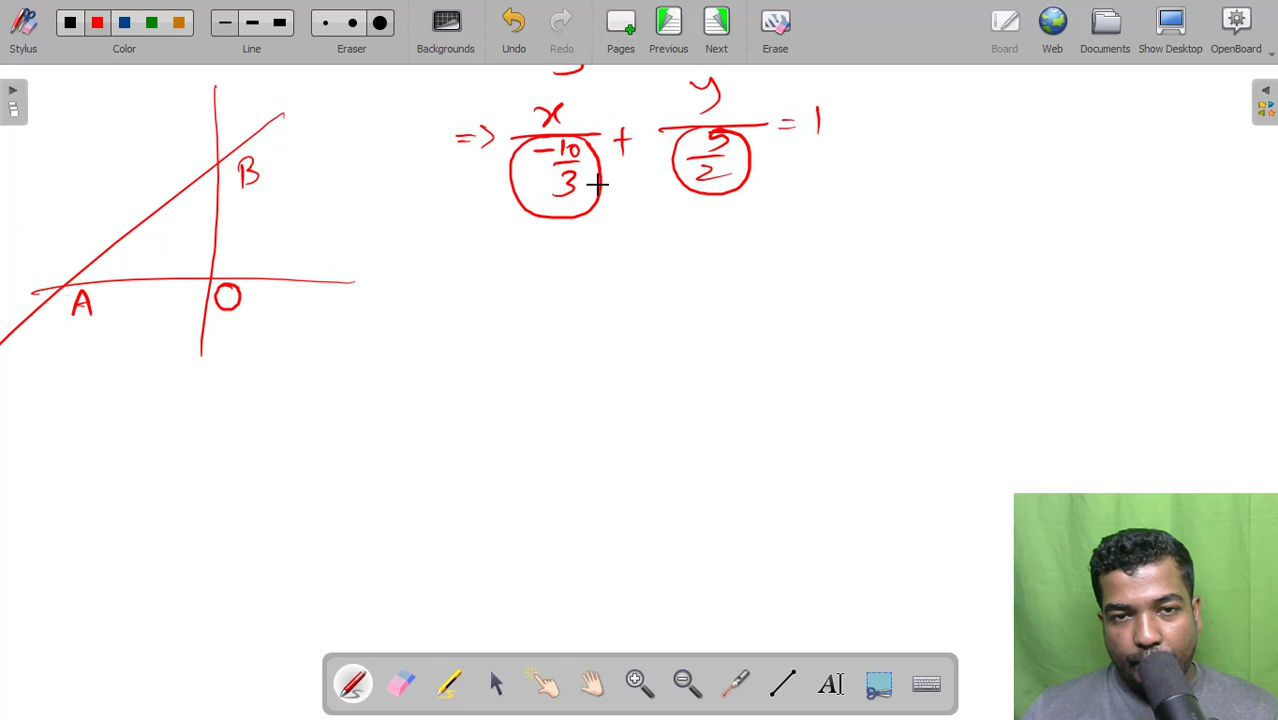 Stylus Color Line Eraser Backgrounds Undo Redo Pages Previous Next Erase Board Web Documents Show Desktop OpenBoard
x y
=> ─── + ─── = 1
-10/3 5/2
B
A O
AI